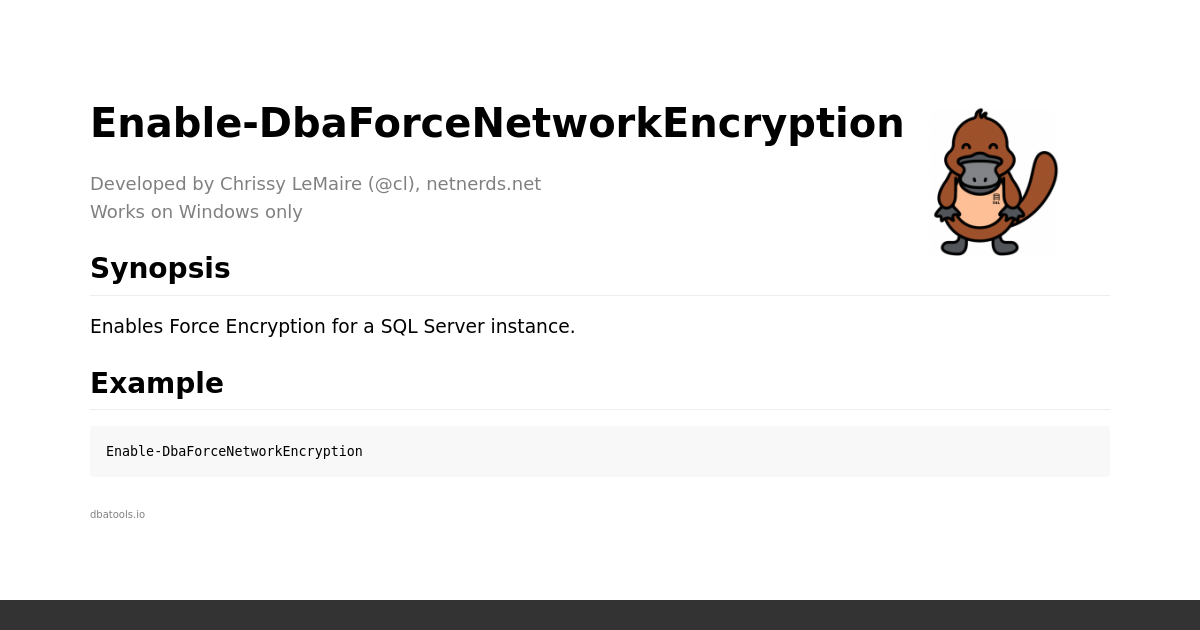 Enable-DbaForceNetworkEncryption
Developed by Chrissy LeMaire (@cl), netnerds.net
Works on Windows only
Synopsis
Enables Force Encryption for a SQL Server instance.
Example
Enable-DbaForceNetworkEncryption
dbatools.io